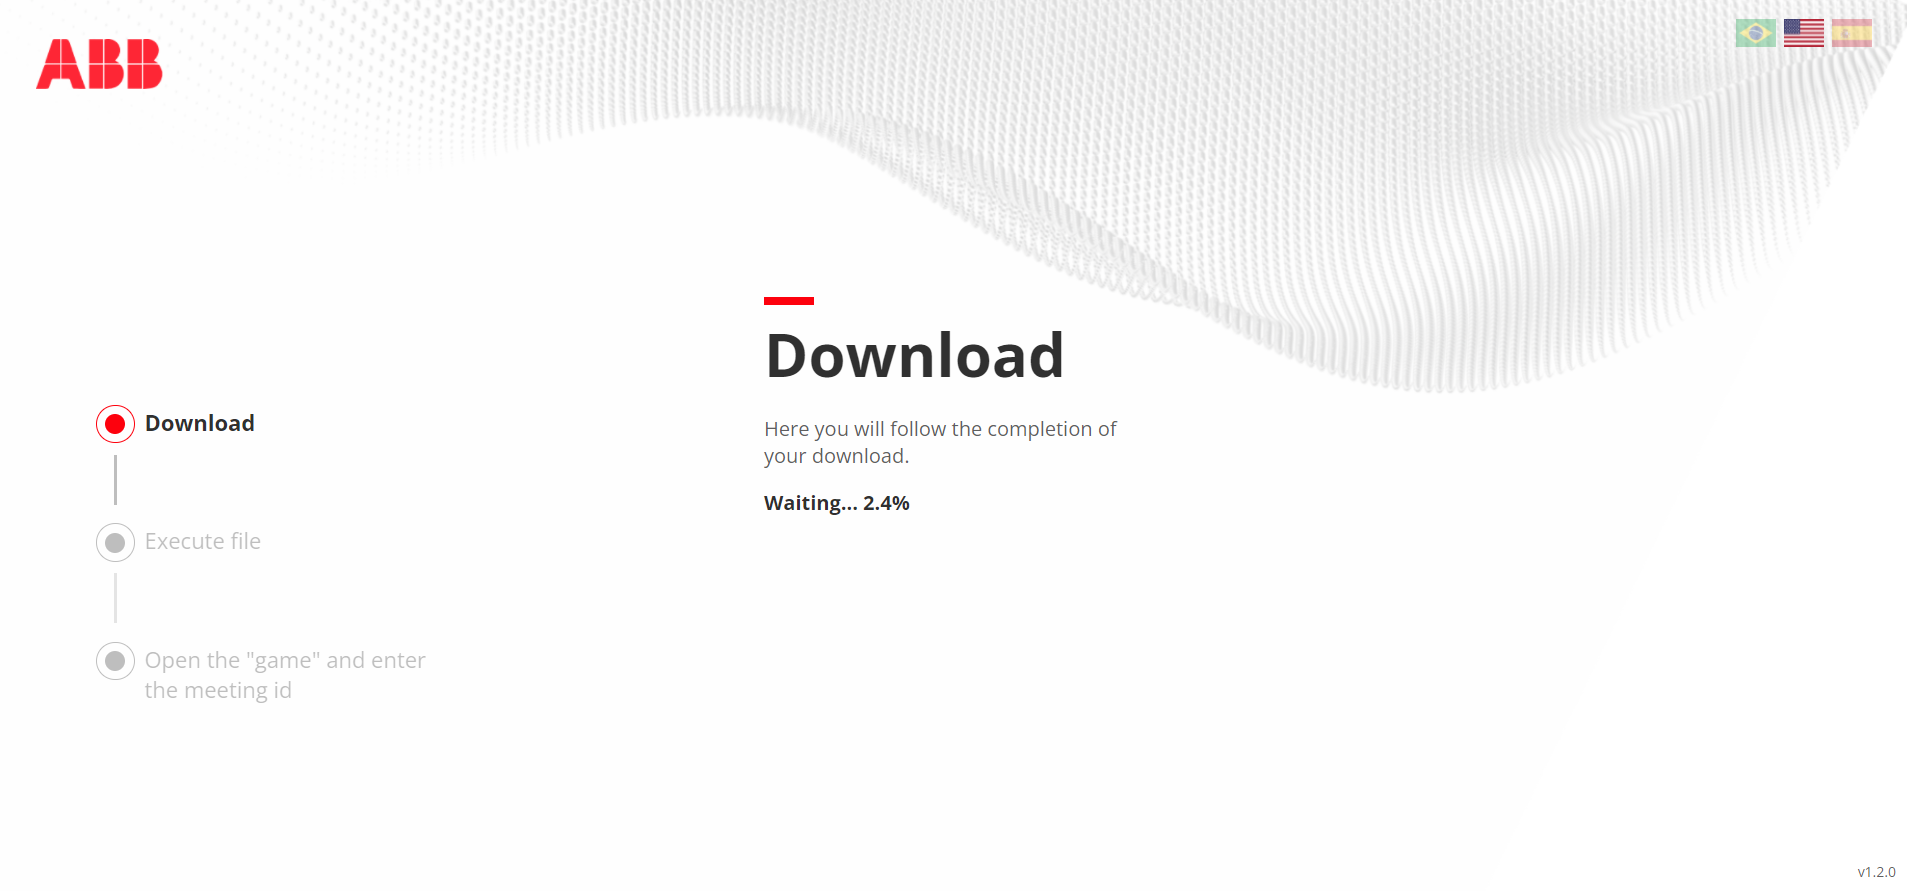 ABB
Download
Here you will follow the completion of
your download.
Waiting... 2.4%
Download
Execute file
Open the "game" and enter
the meeting id
v1.2.0